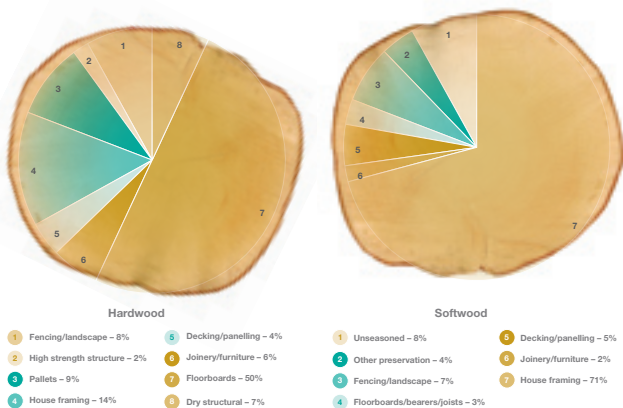 1
8
2
3
4
5
6
7
1
2
3
4
5
6
7
Hardwood
1 Fencing/landscape – 8%
2 High strength structure – 2%
3 Pallets – 9%
4 House framing – 14%
5 Decking/panelling – 4%
6 Joinery/furniture – 6%
7 Floorboards – 50%
8 Dry structural – 7%
Softwood
1 Unseasoned – 8%
2 Other preservation – 4%
3 Fencing/landscape – 7%
4 Floorboards/bearers/joists – 3%
5 Decking/panelling – 5%
6 Joinery/furniture – 2%
7 House framing – 71%